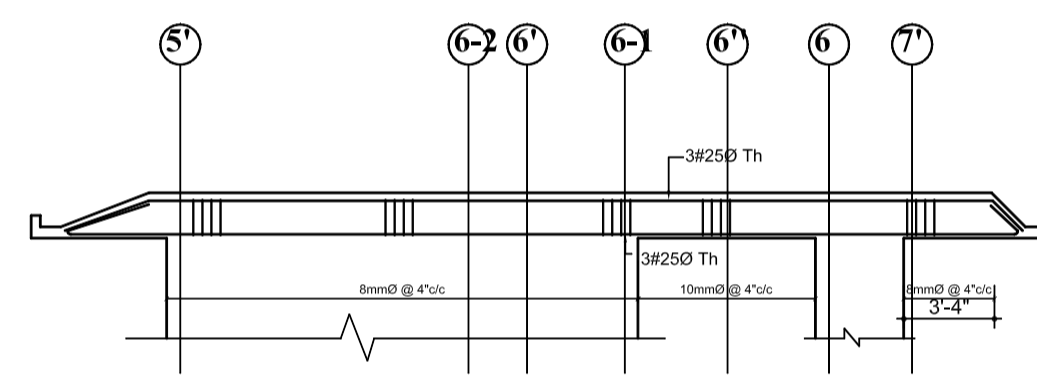 5' 6-2 6' 6-1 6" 6 7'
3#25Ø Th
3#25Ø Th
8mmØ @ 4"c/c 10mmØ @ 4"c/c 8mmØ @ 4"c/c
3'-4"